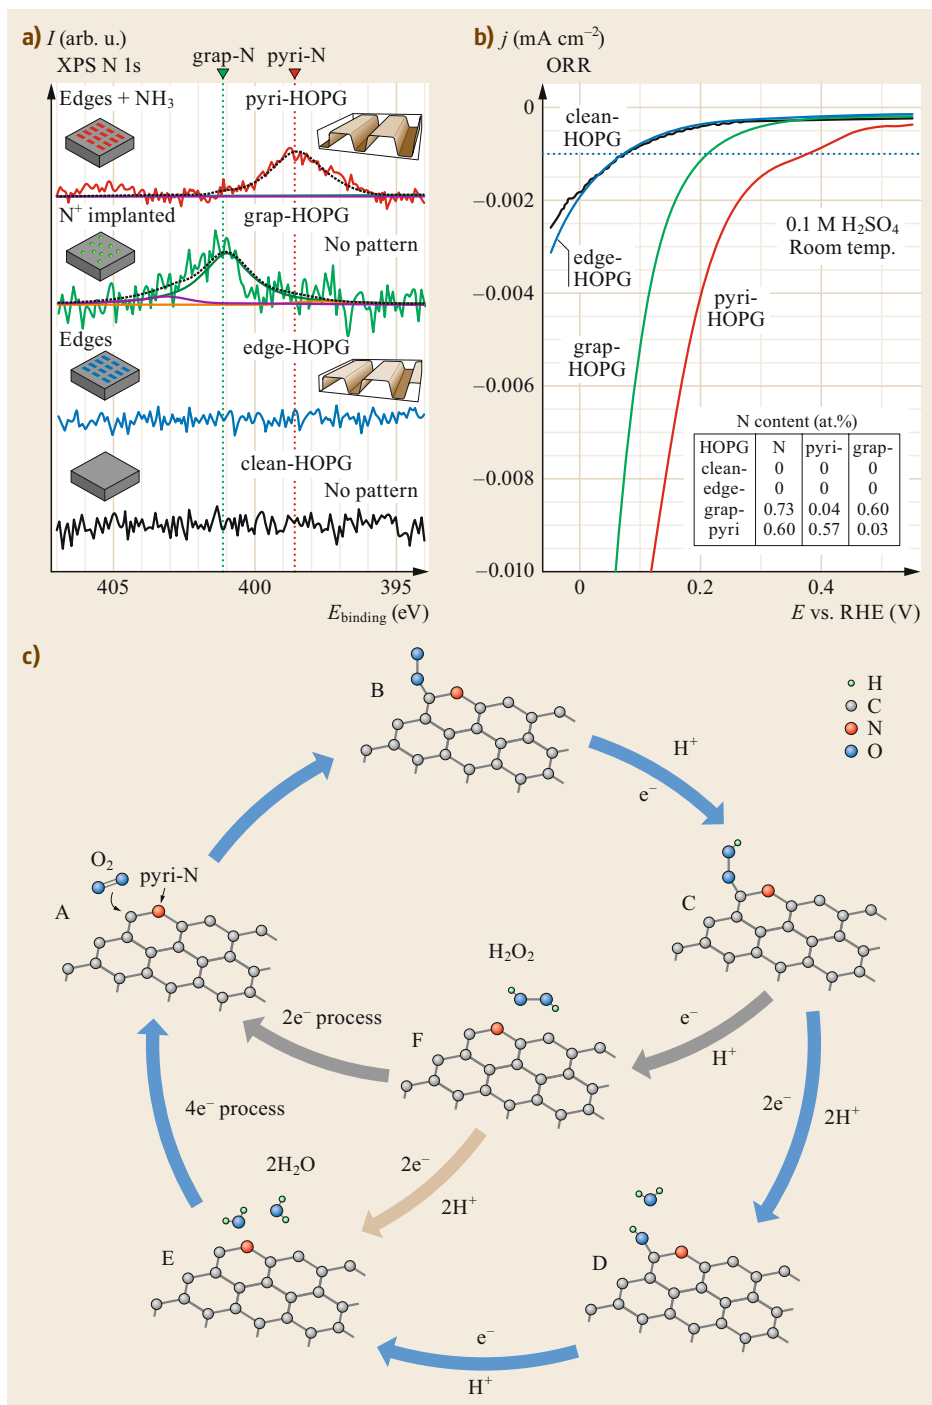 a) I (arb. u.)
XPS N 1s
grap-N pyri-N
Edges + NH₃
pyri-HOPG
N⁺ implanted
grap-HOPG
No pattern
Edges
edge-HOPG
clean-HOPG
No pattern
405 400 395
E binding (eV)
b) j (mA cm⁻²)
ORR
0
−0.002
−0.004
−0.006
−0.008
−0.010
clean-
HOPG
edge-
HOPG
0.1 M H₂SO₄
Room temp.
pyri-
HOPG
grap-
HOPG
N content (at.%)
HOPG N pyri- grap-
clean- 0 0 0
edge- 0 0 0
grap- 0.73 0.04 0.60
pyri 0.60 0.57 0.03
0 0.2 0.4
E vs. RHE (V)
c)
B
H
C
N
O
H⁺
e⁻
O₂
pyri-N
A
C
H₂O₂
2e⁻ process
F
e⁻
H⁺
4e⁻ process
2e⁻
2H⁺
2H₂O
2e⁻
2H⁺
E
D
e⁻
H⁺